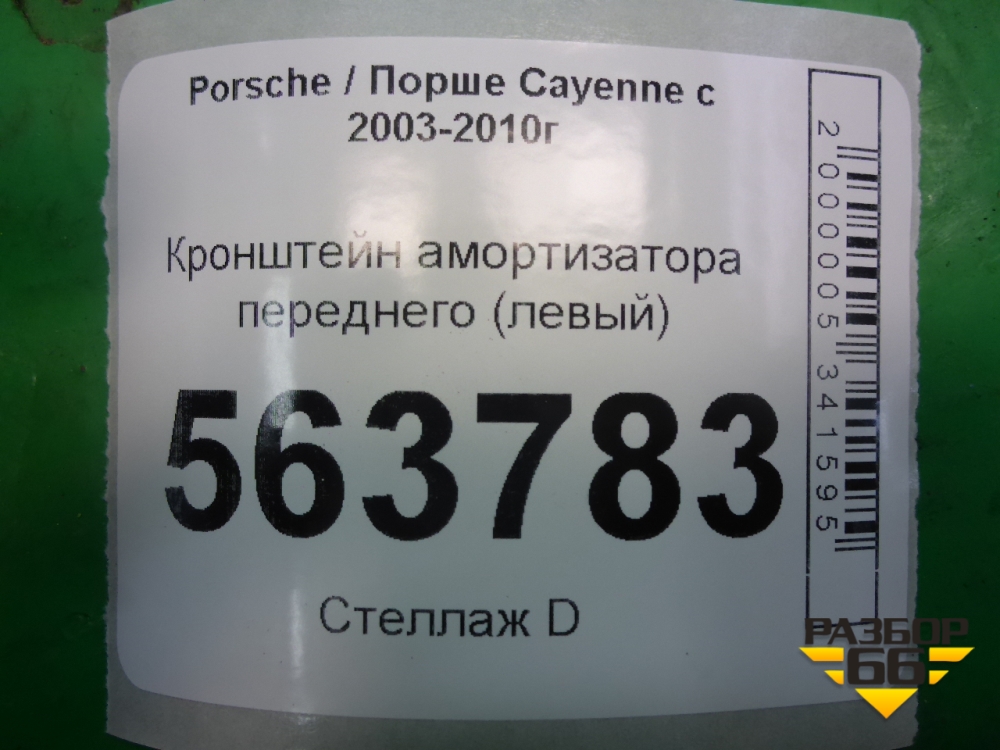 Porsche / Порше Cayenne с
2003-2010г
Кронштейн амортизатора
переднего (левый)
563783
Стеллаж D
2000005341595
РАЗБОР
66